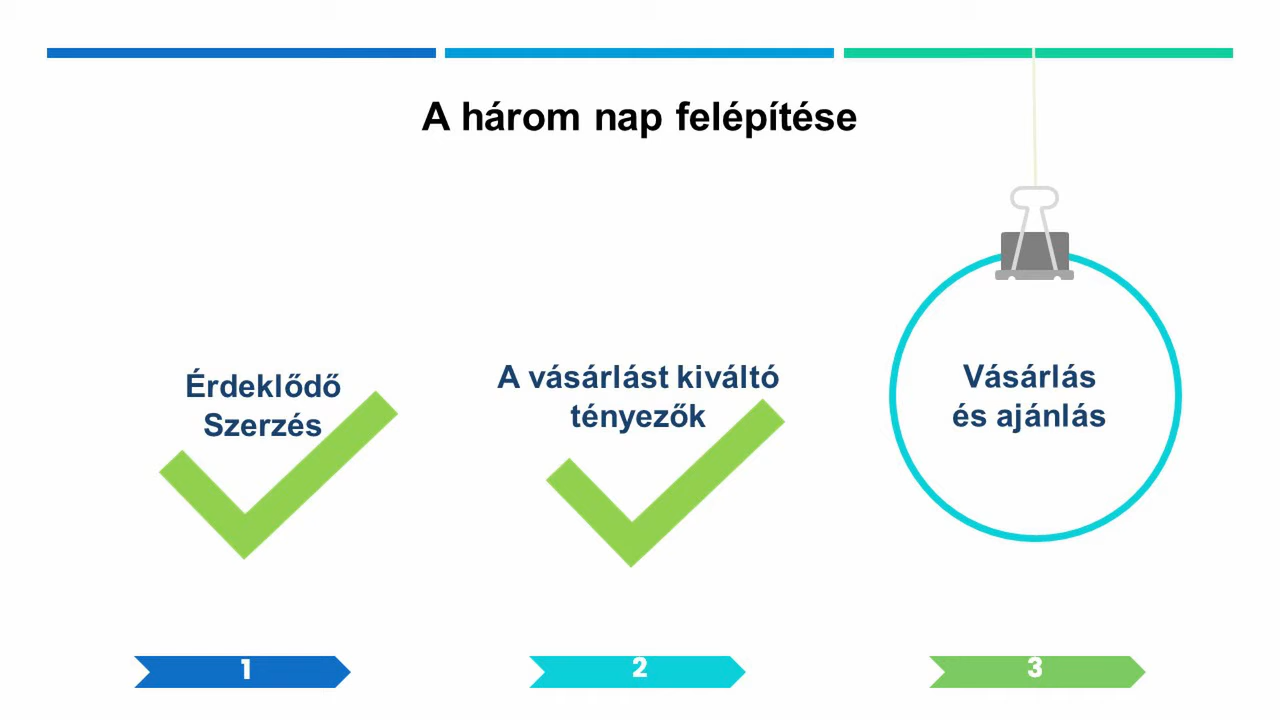 A három nap felépítése
Érdeklődő
Szerzés
A vásárlást kiváltó
tényezők
Vásárlás
és ajánlás
1
2
3